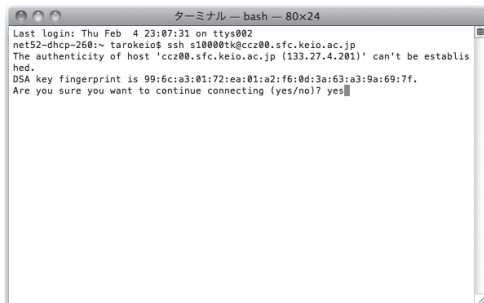 ターミナル — bash — 80×24
Last login: Thu Feb  4 23:07:31 on ttys002
net52-dhcp-260:~ tarokeio$ ssh s10000tk@ccz00.sfc.keio.ac.jp
The authenticity of host 'ccz00.sfc.keio.ac.jp (133.27.4.201)' can't be establis
hed.
DSA key fingerprint is 99:6c:a3:01:72:ea:01:a2:f6:0d:3a:63:a3:9a:69:7f.
Are you sure you want to continue connecting (yes/no)? yes